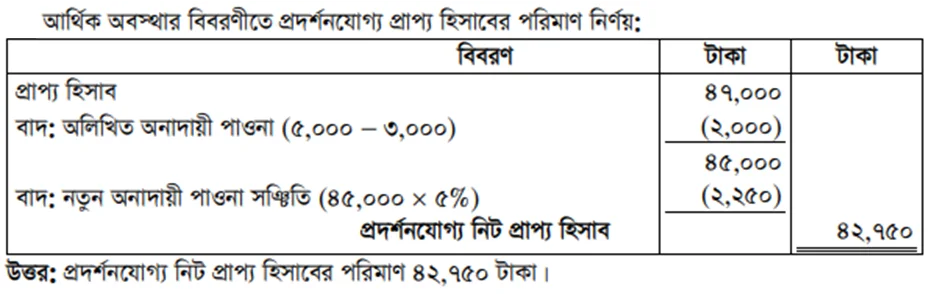 আর্থিক অবস্থার বিবরণীতে প্রদর্শনযোগ্য প্রাপ্য হিসাবের পরিমাণ নির্ণয়:
বিবরণ টাকা টাকা
প্রাপ্য হিসাব ৪৭,০০০
বাদ: অলিখিত অনাদায়ী পাওনা (৫,০০০ – ৩,০০০) (২,০০০)
৪৫,০০০
বাদ: নতুন অনাদায়ী পাওনা সঞ্চিতি (৪৫,০০০ × ৫%) (২,২৫০)
প্রদর্শনযোগ্য নিট প্রাপ্য হিসাব ৪২,৭৫০
উত্তর: প্রদর্শনযোগ্য নিট প্রাপ্য হিসাবের পরিমাণ ৪২,৭৫০ টাকা।